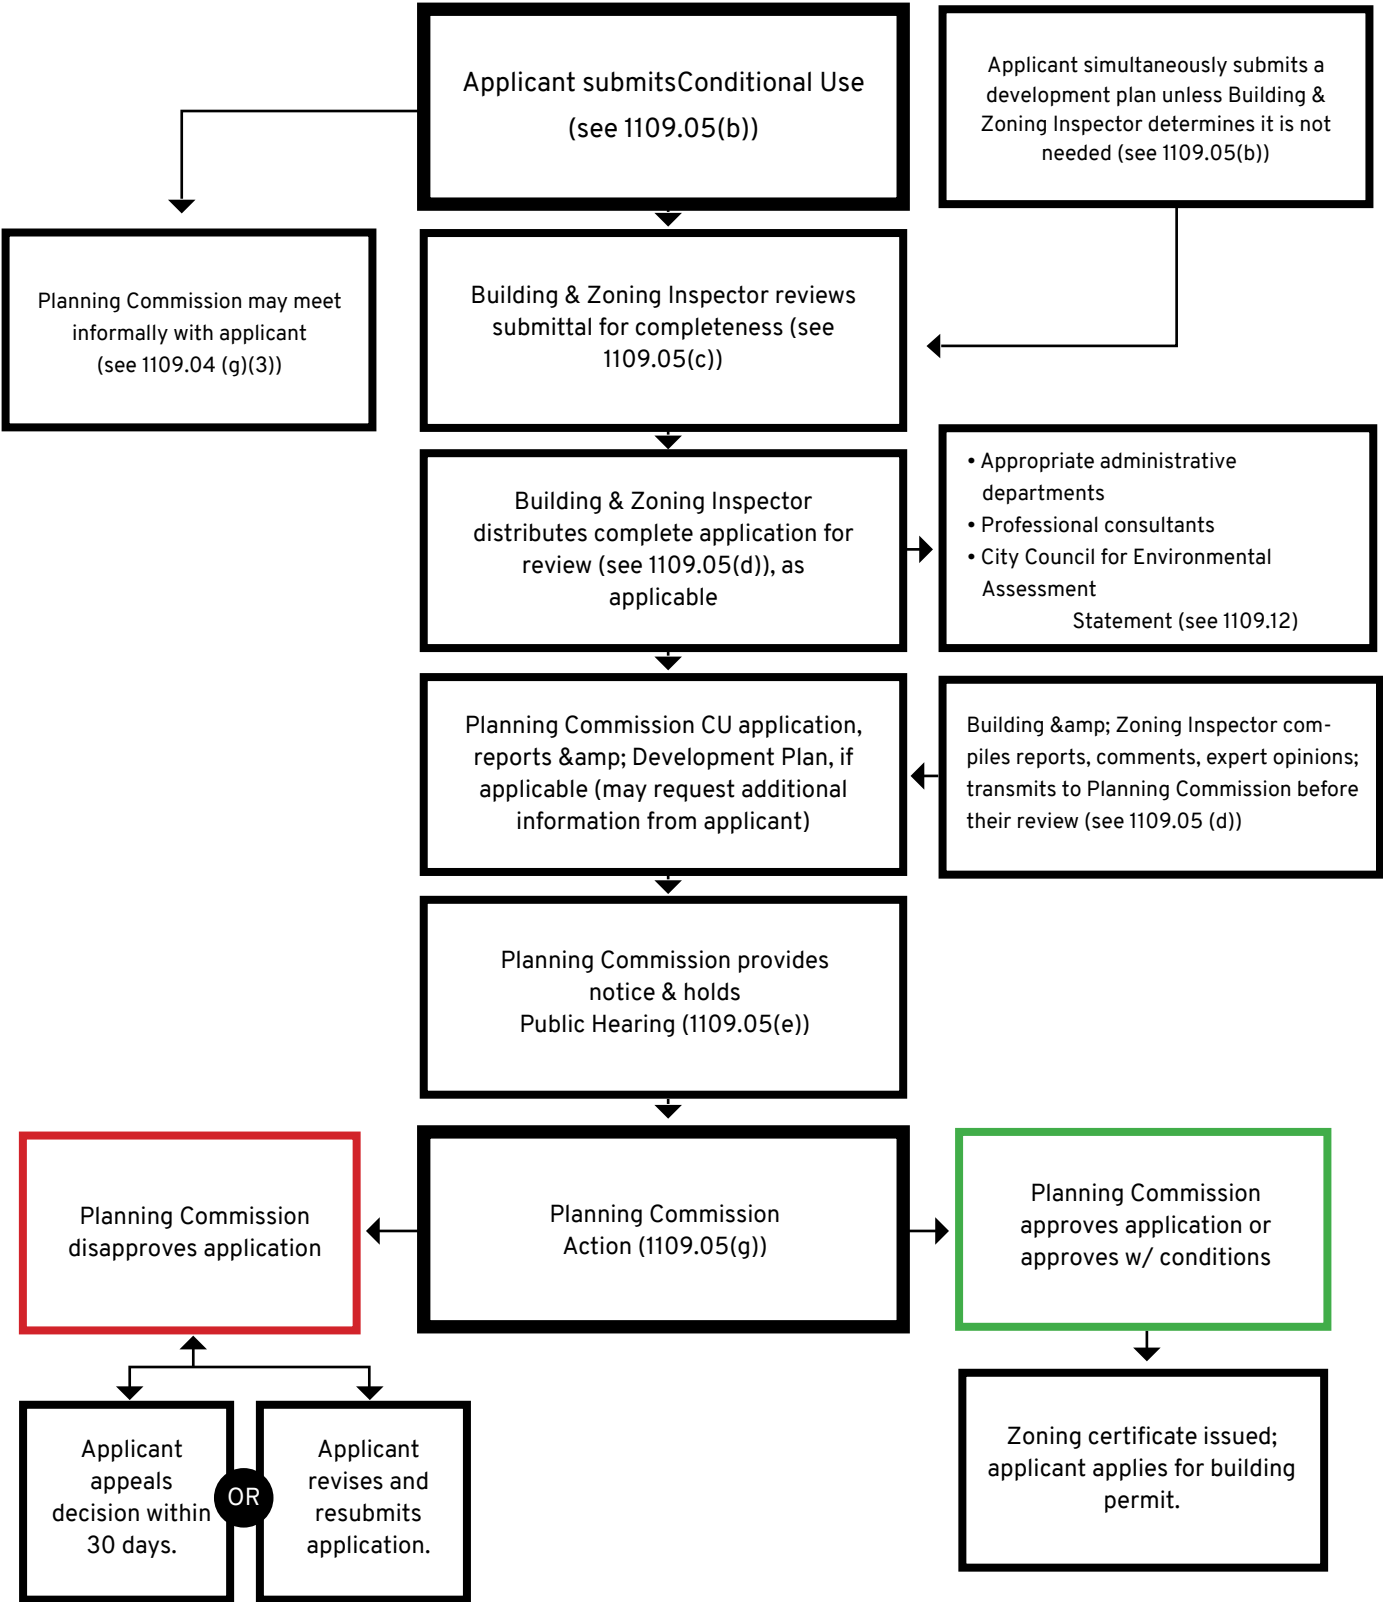 Applicant submitsConditional Use
(see 1109.05(b))
Applicant simultaneously submits a
development plan unless Building &
Zoning Inspector determines it is not
needed (see 1109.05(b))
Planning Commission may meet
informally with applicant
(see 1109.04 (g)(3))
Building & Zoning Inspector reviews
submittal for completeness (see
1109.05(c))
Building & Zoning Inspector
distributes complete application for
review (see 1109.05(d)), as
applicable
• Appropriate administrative
departments
• Professional consultants
• City Council for Environmental
Assessment
Statement (see 1109.12)
Planning Commission CU application,
reports &amp; Development Plan, if
applicable (may request additional
information from applicant)
Building &amp; Zoning Inspector com-
piles reports, comments, expert opinions;
transmits to Planning Commission before
their review (see 1109.05 (d))
Planning Commission provides
notice & holds
Public Hearing (1109.05(e))
Planning Commission
disapproves application
Planning Commission
Action (1109.05(g))
Planning Commission
approves application or
approves w/ conditions
Applicant
appeals
decision within
30 days.
OR
Applicant
revises and
resubmits
application.
Zoning certificate issued;
applicant applies for building
permit.